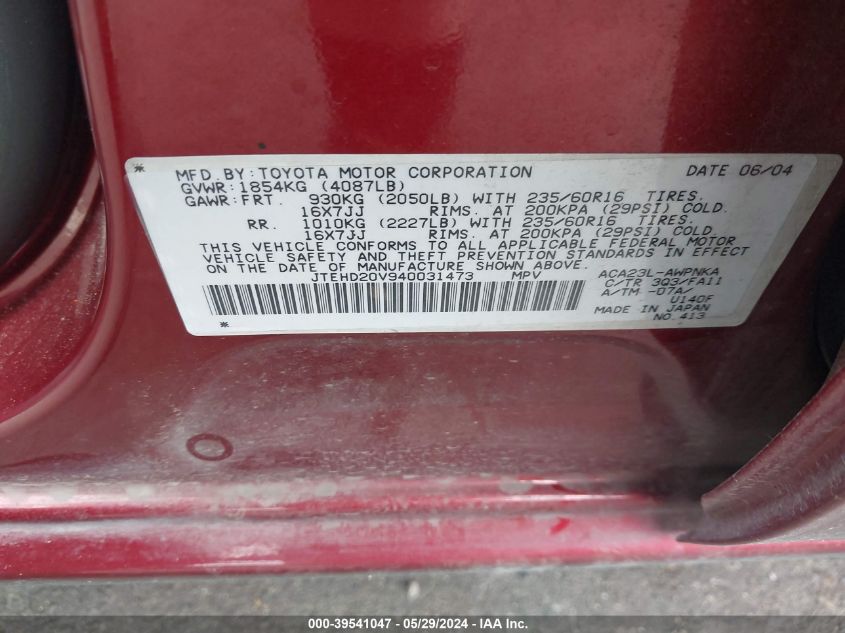 MFD.BY:TOYOTA MOTOR CORPORATION DATE 06/04
GVWR:1854KG (4087LB)
GAWR:FRT. 930KG (2050LB) WITH 235/60R16 TIRES.
16X7JJ RIMS. AT 200KPA (29PSI) COLD.
RR. 1010KG (2227LB) WITH 235/60R16 TIRES.
16X7JJ RIMS. AT 200KPA (29PSI) COLD.
THIS VEHICLE CONFORMS TO ALL APPLICABLE FEDERAL MOTOR
VEHICLE SAFETY AND THEFT PREVENTION STANDARDS IN EFFECT
ON THE DATE OF MANUFACTURE SHOWN ABOVE.
JTEHD20V940031473 MPV ACA23L-AWPNKA
C/TR 3Q3/FA11
A/TM -07A/
U140F
MADE IN JAPAN
NO.413
000-39541047 - 05/29/2024 - IAA Inc.